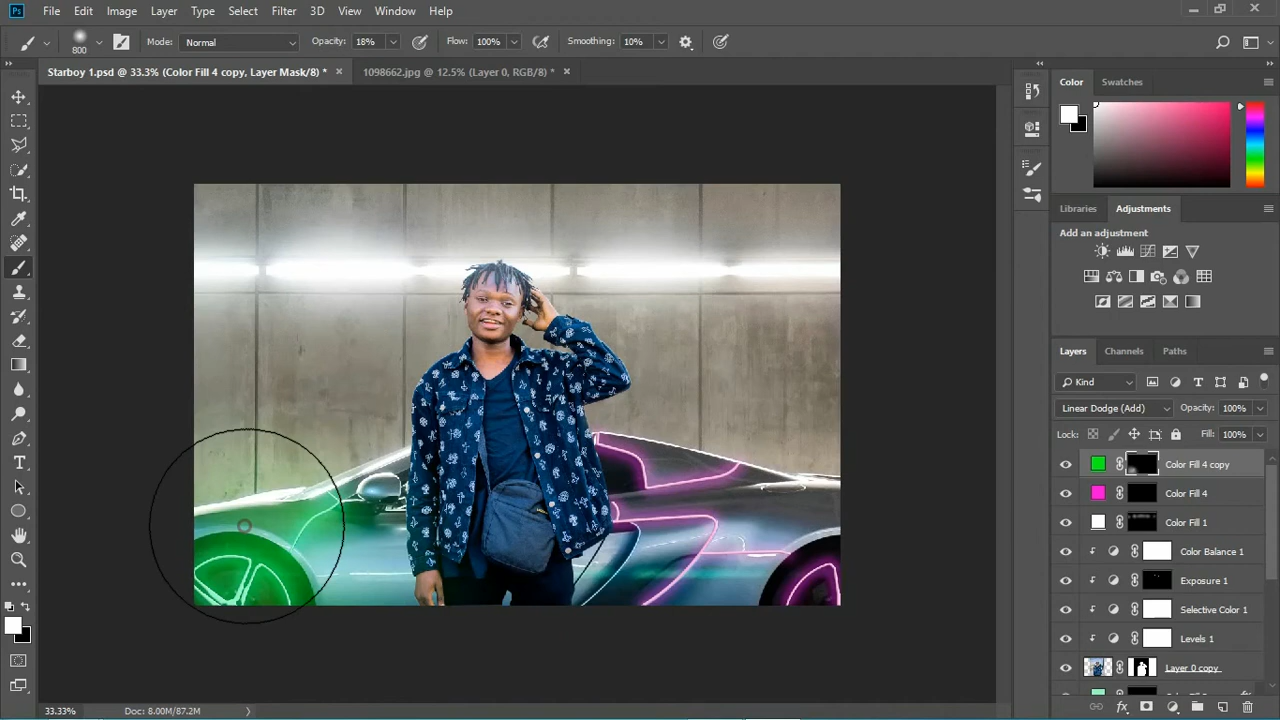 Ps File Edit Image Layer Type Select Filter 3D View Window Help
800 Mode: Normal Opacity: 18% Flow: 100% Smoothing: 10%
Starboy 1.psd @ 33.3% (Color Fill 4 copy, Layer Mask/8) * × 1098662.jpg @ 12.5% (Layer 0, RGB/8) * ×
Color Swatches
Libraries Adjustments
Add an adjustment
Layers Channels Paths
Kind
Linear Dodge (Add) Opacity: 100%
Lock: Fill: 100%
Color Fill 4 copy
Color Fill 4
Color Fill 1
Color Balance 1
Exposure 1
Selective Color 1
Levels 1
Layer 0 copy
fx
33.33% Doc: 8.00M/87.2M